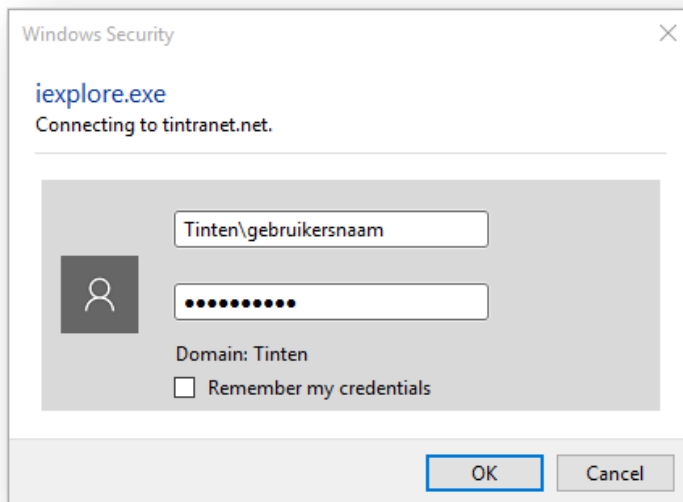 Windows Security
iexplore.exe
Connecting to tintranet.net.
Tinten\gebruikersnaam
●●●●●●●●●●
Domain: Tinten
Remember my credentials
OK
Cancel